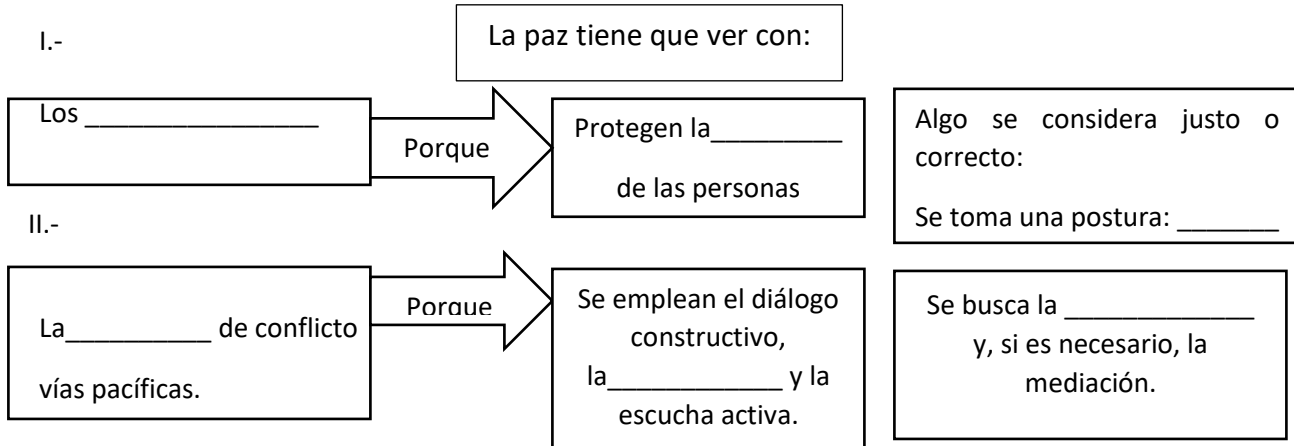 I.-
La paz tiene que ver con:
Los ________________
Porque
Protegen la_________
de las personas
Algo se considera justo o
correcto:
Se toma una postura: _______
II.-
La__________ de conflicto
vías pacíficas.
Porque
Se emplean el diálogo
constructivo,
la____________ y la
escucha activa.
Se busca la _____________
y, si es necesario, la
mediación.